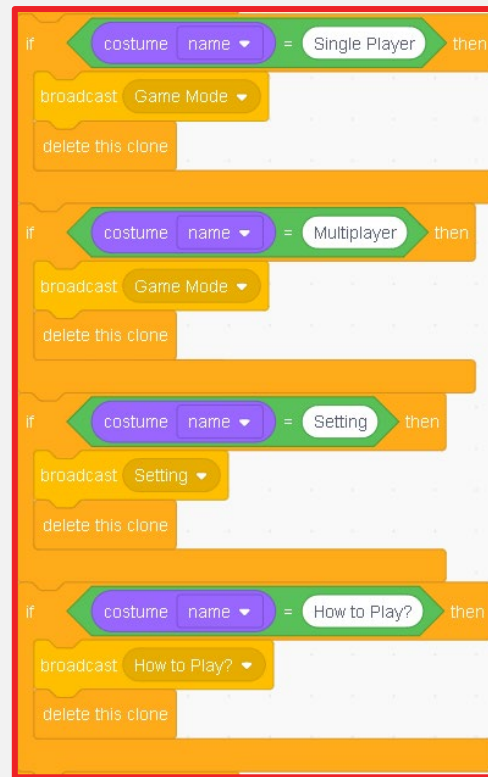 if costume name = Single Player then
broadcast Game Mode
delete this clone
if costume name = Multiplayer then
broadcast Game Mode
delete this clone
if costume name = Setting then
broadcast Setting
delete this clone
if costume name = How to Play? then
broadcast How to Play?
delete this clone